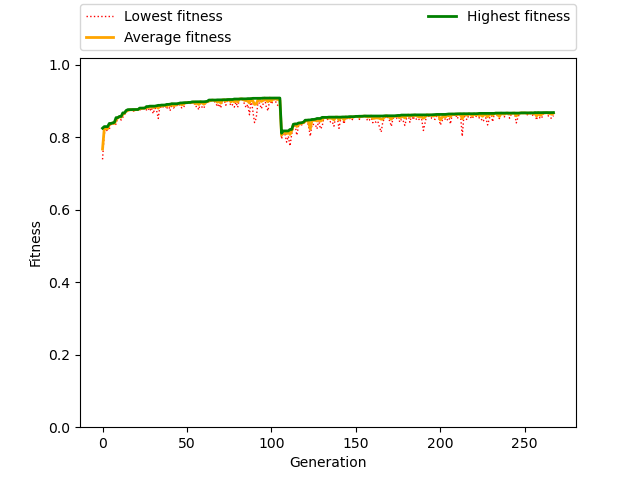 Lowest fitness
Average fitness
Highest fitness
1.0
0.8
0.6
0.4
0.2
0.0
Fitness
0 50 100 150 200 250
Generation